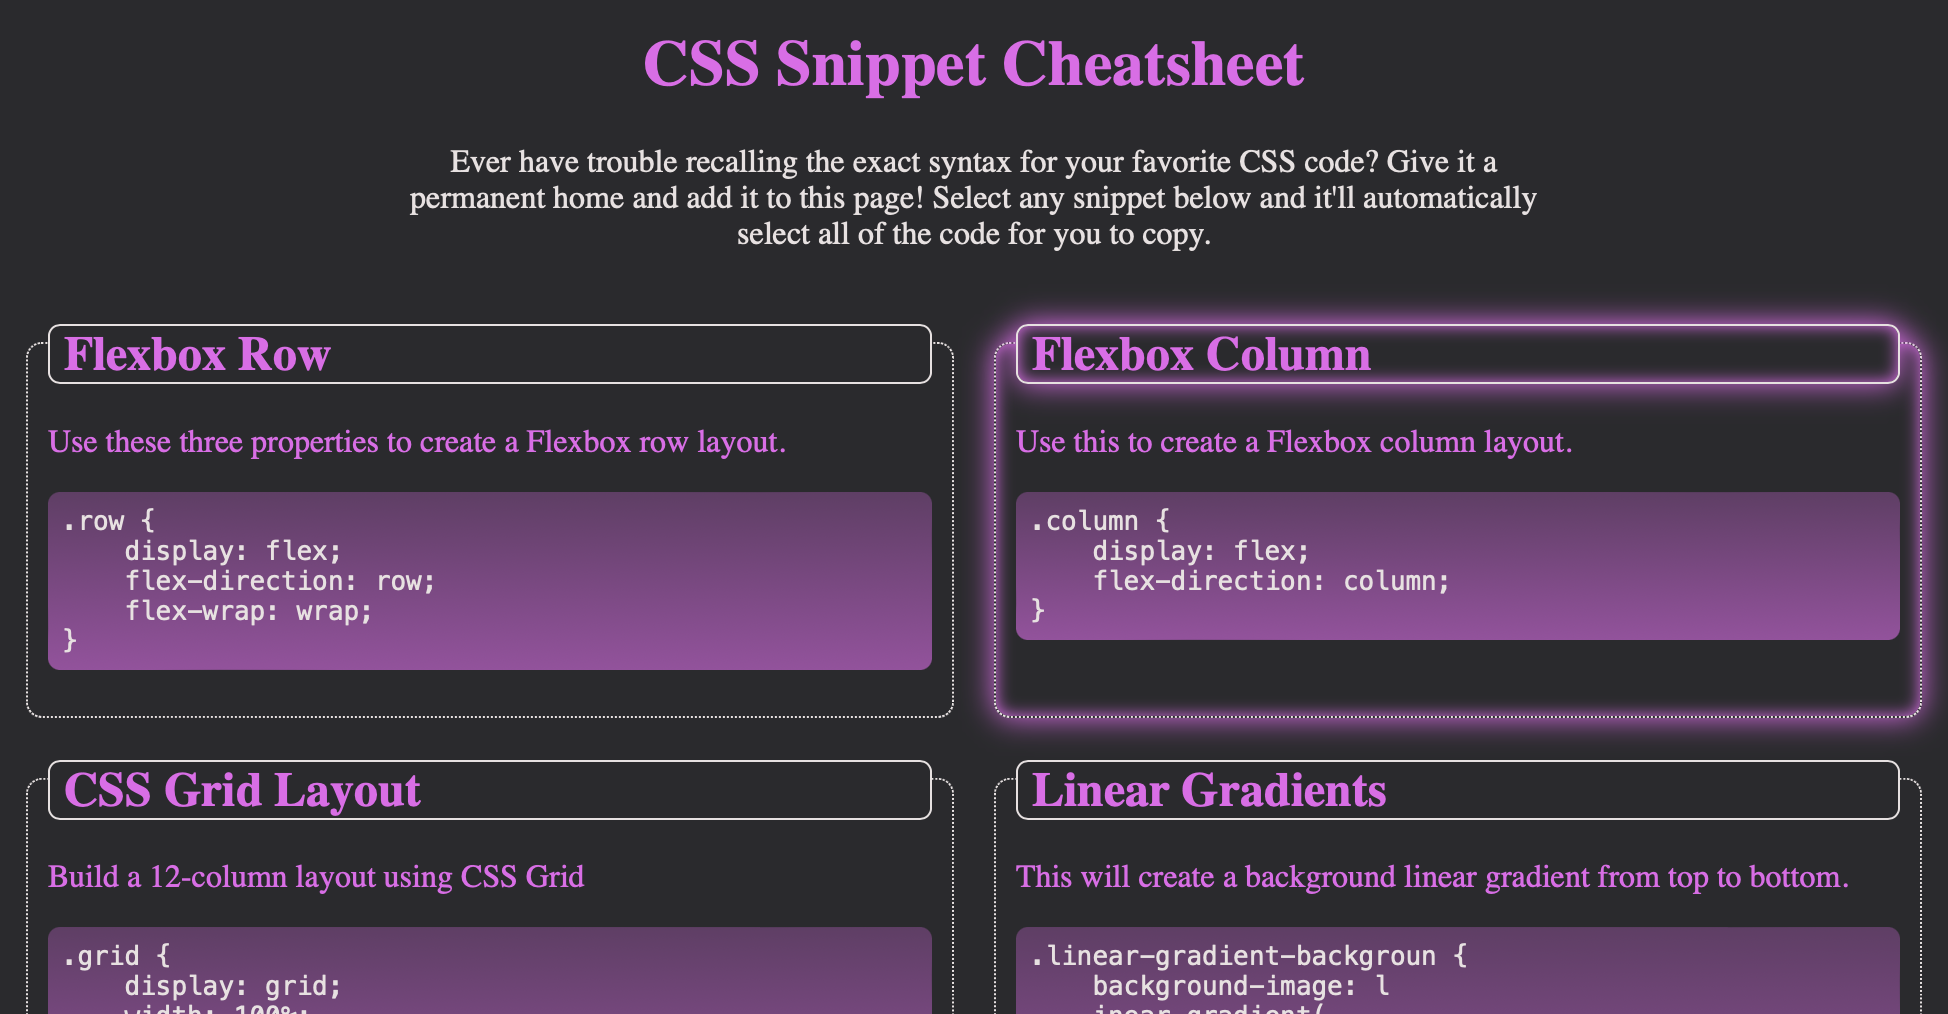 CSS Snippet Cheatsheet
Ever have trouble recalling the exact syntax for your favorite CSS code? Give it a
permanent home and add it to this page! Select any snippet below and it'll automatically
select all of the code for you to copy.
Flexbox Row
Use these three properties to create a Flexbox row layout.
.row {
    display: flex;
    flex-direction: row;
    flex-wrap: wrap;
}
Flexbox Column
Use this to create a Flexbox column layout.
.column {
    display: flex;
    flex-direction: column;
}
CSS Grid Layout
Build a 12-column layout using CSS Grid
.grid {
    display: grid;
    width: 100%;
Linear Gradients
This will create a background linear gradient from top to bottom.
.linear-gradient-backgroun {
    background-image: l
    inear-gradient(